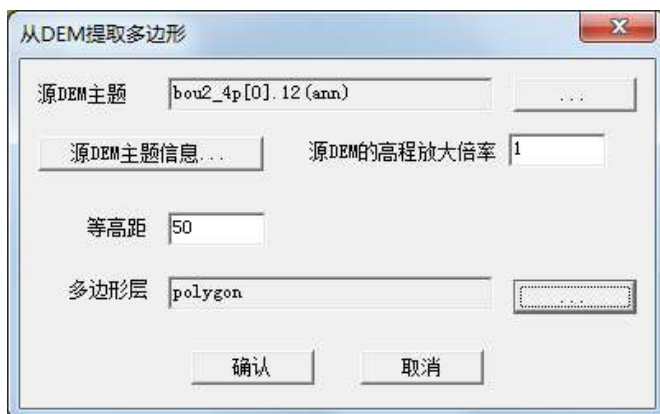 从DEM提取多边形
源DEM主题 bou2_4p[0].12(ann) ...
源DEM主题信息... 源DEM的高程放大倍率 1
等高距 50
多边形层 polygon ...
确认 取消